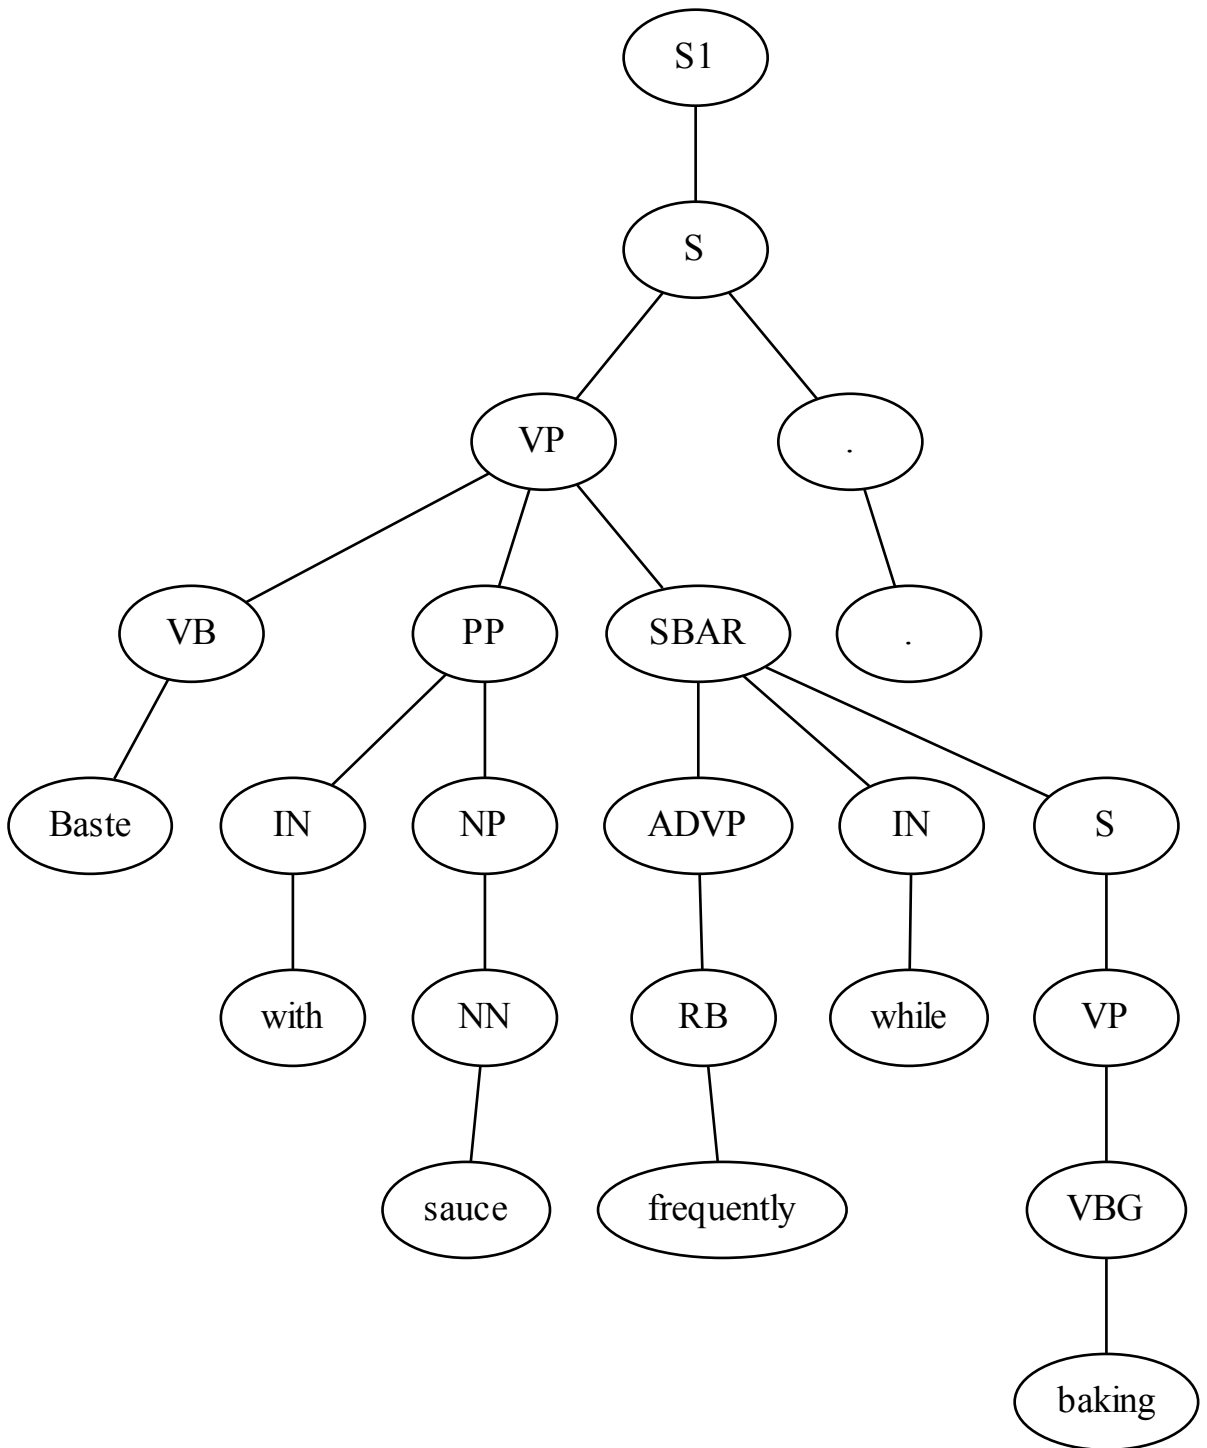 S1
S
VP .
VB PP SBAR .
Baste IN NP ADVP IN S
with NN RB while VP
sauce frequently VBG
baking